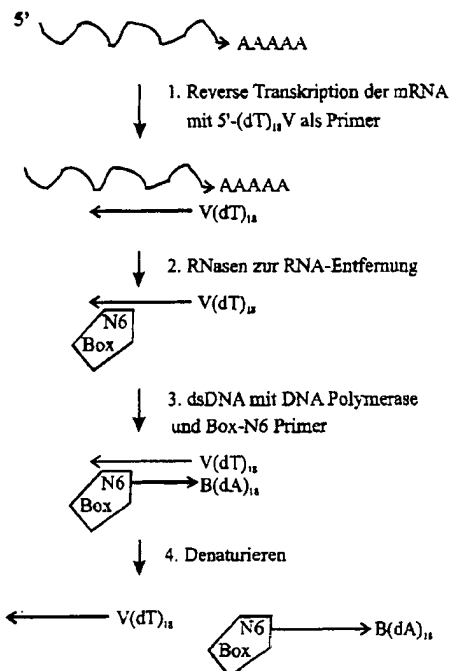 5'
AAAAA
1. Reverse Transkription der mRNA
mit 5'-(dT)₁₈V als Primer
AAAAA
V(dT)₁₈
2. RNasen zur RNA-Entfernung
V(dT)₁₈
N6
Box
3. dsDNA mit DNA Polymerase
und Box-N6 Primer
V(dT)₁₈
N6
B(dA)₁₈
Box
4. Denaturieren
V(dT)₁₈
N6
B(dA)₁₈
Box